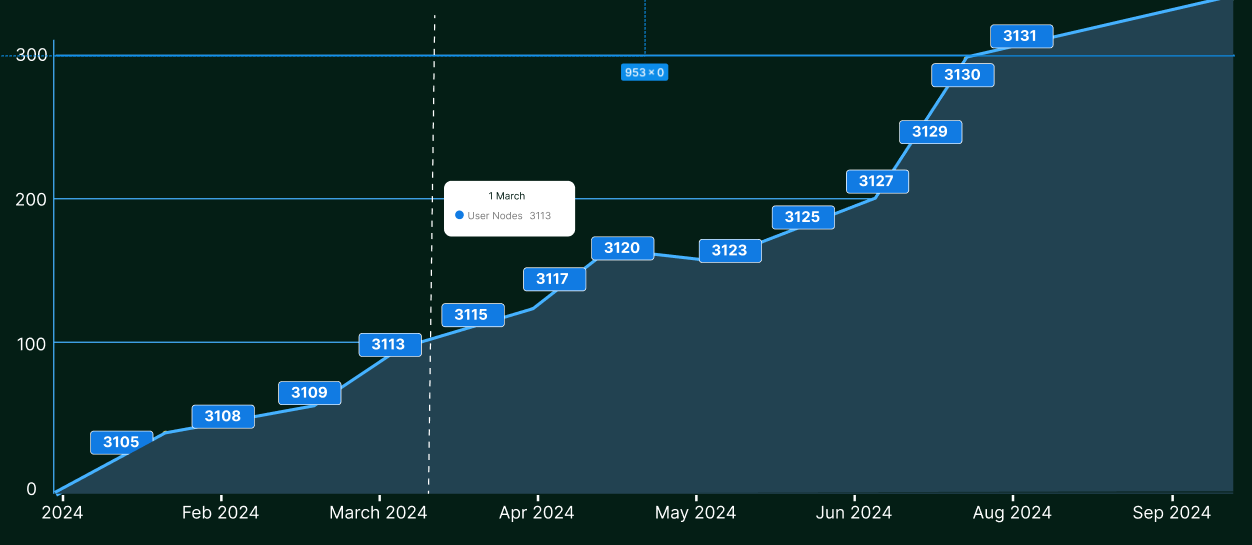 300
200
100
0
953 × 0
3131
3130
3129
3127
3125
3123
3120
3117
3115
3113
3109
3108
3105
1 March
User Nodes 3113
2024
Feb 2024
March 2024
Apr 2024
May 2024
Jun 2024
Aug 2024
Sep 2024